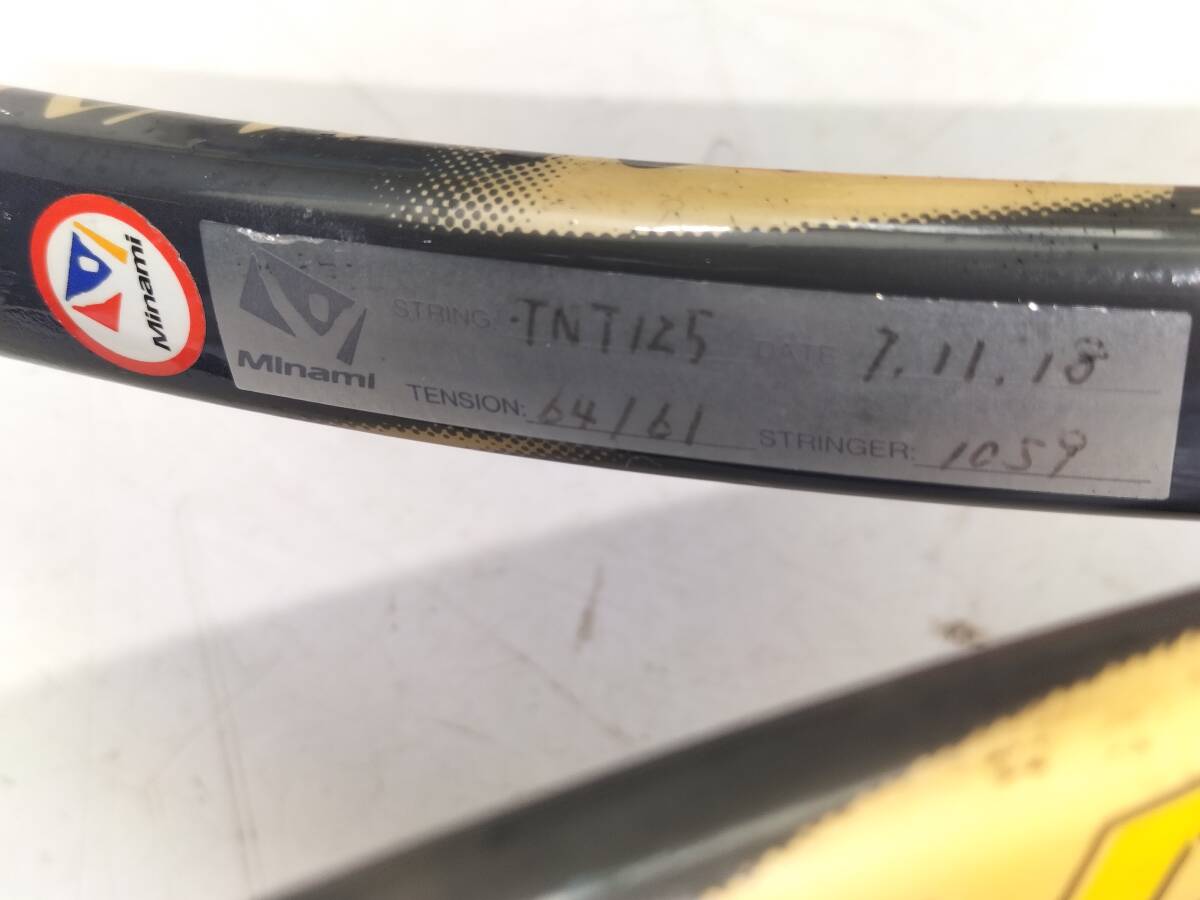 Minami
Minami
STRING TNT125 DATE 7.11.18
TENSION: 64/61 STRINGER: 1059